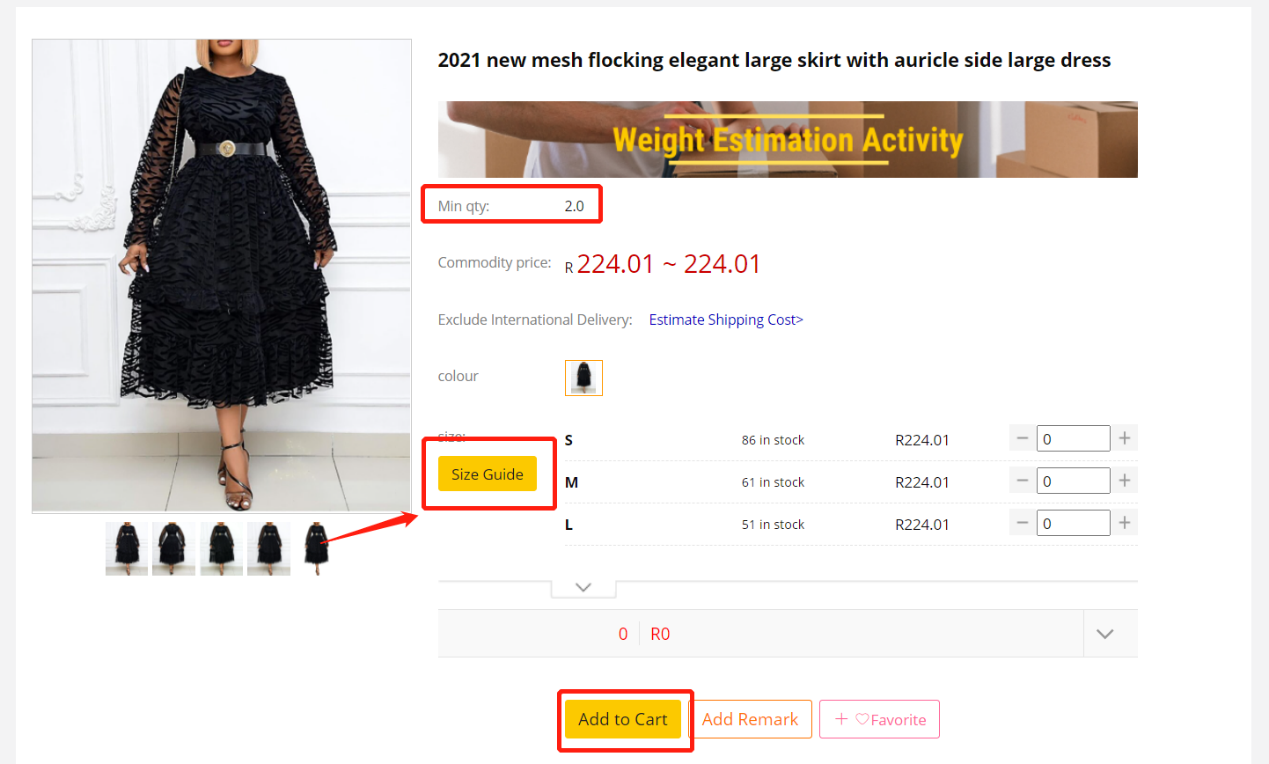 2021 new mesh flocking elegant large skirt with auricle side large dress
Weight Estimation Activity
Min qty: 2.0
Commodity price: R 224.01 ~ 224.01
Exclude International Delivery: Estimate Shipping Cost>
colour
size:
Size Guide
S 86 in stock R224.01 − 0 +
M 61 in stock R224.01 − 0 +
L 51 in stock R224.01 − 0 +
0 R0
Add to Cart Add Remark + ♡Favorite